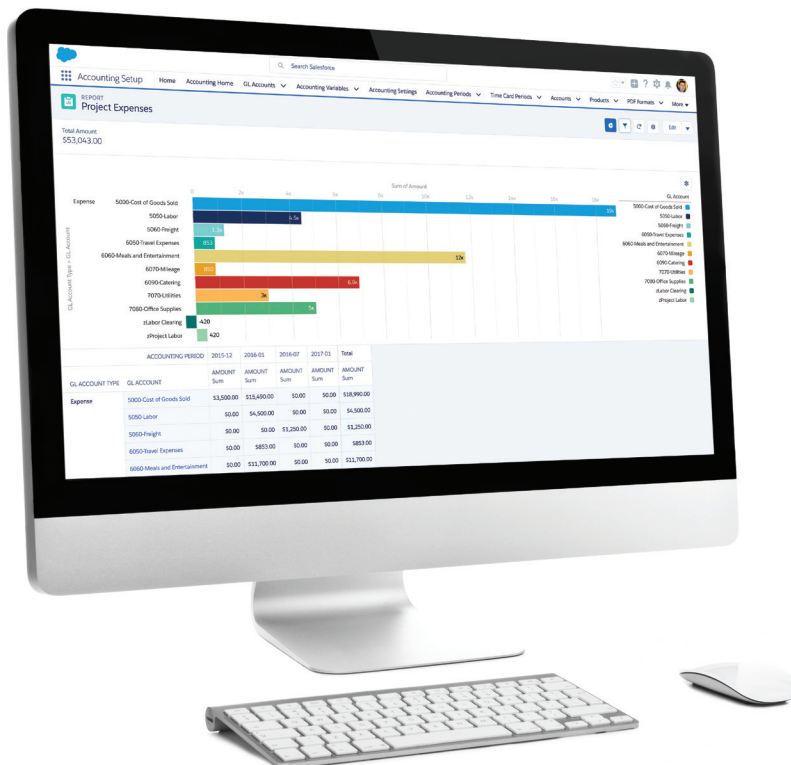 Search Salesforce
Accounting Setup Home Accounting Home GL Accounts Accounting Variables Accounting Settings Accounting Periods Time Card Periods Accounts Products PDF Formats More
REPORT
Project Expenses
Edit
Total Amount
$53,043.00
Sum of Amount
0 2k 4k 6k 8k 10k 12k 14k 16k 18k
GL Account Type > GL Account
Expense
5000-Cost of Goods Sold 19k
5050-Labor 4.5k
5060-Freight 1.3k
6050-Travel Expenses 853
6060-Meals and Entertainment 12k
6070-Mileage
6090-Catering
7070-Utilities 3k
7080-Office Supplies 5k
zLabor Clearing -420
zProject Labor 420
GL Account
5000-Cost of Goods Sold
5050-Labor
5060-Freight
6050-Travel Expenses
6060-Meals and Entertainment
6070-Mileage
6090-Catering
7070-Utilities
7080-Office Supplies
zLabor Clearing
zProject Labor
ACCOUNTING PERIOD 2015-12 2016-01 2016-07 2017-01 Total
GL ACCOUNT TYPE GL ACCOUNT AMOUNT Sum AMOUNT Sum AMOUNT Sum AMOUNT Sum AMOUNT Sum
Expense 5000-Cost of Goods Sold $3,500.00 $15,490.00 $0.00 $0.00 $18,990.00
5050-Labor $0.00 $4,500.00 $0.00 $0.00 $4,500.00
5060-Freight $0.00 $0.00 $1,250.00 $0.00 $1,250.00
6050-Travel Expenses $0.00 $853.00 $0.00 $0.00 $853.00
6060-Meals and Entertainment $0.00 $11,700.00 $0.00 $0.00 $11,700.00